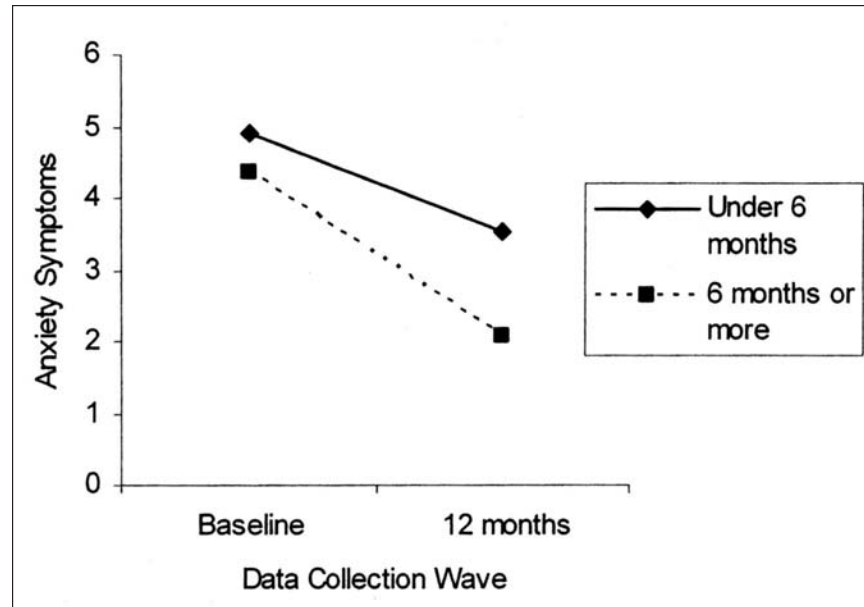 6
5
4
3
2
1
0
Anxiety Symptoms
Baseline
12 months
Data Collection Wave
Under 6
months
6 months or
more